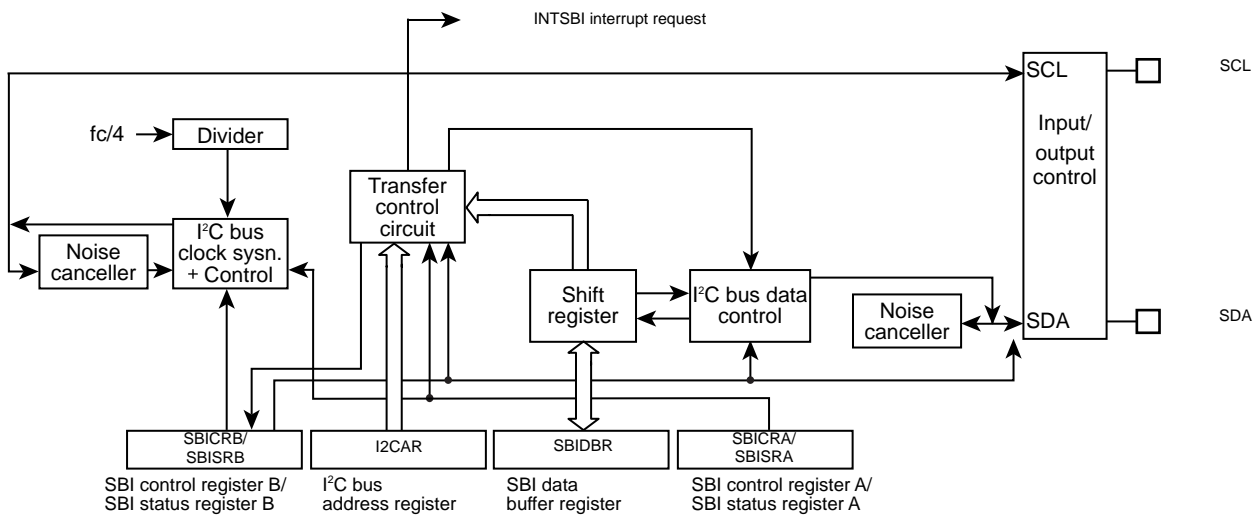 INTSBI interrupt request
SCL
SCL
fc/4
Divider
Input/
output
control
Transfer
control
circuit
I²C bus
clock sysn.
+ Control
Noise
canceller
Shift
register
I²C bus data
control
Noise
canceller
SDA
SDA
SBICRB/
SBISRB
I2CAR
SBIDBR
SBICRA/
SBISRA
SBI control register B/
SBI status register B
I²C bus
address register
SBI data
buffer register
SBI control register A/
SBI status register A